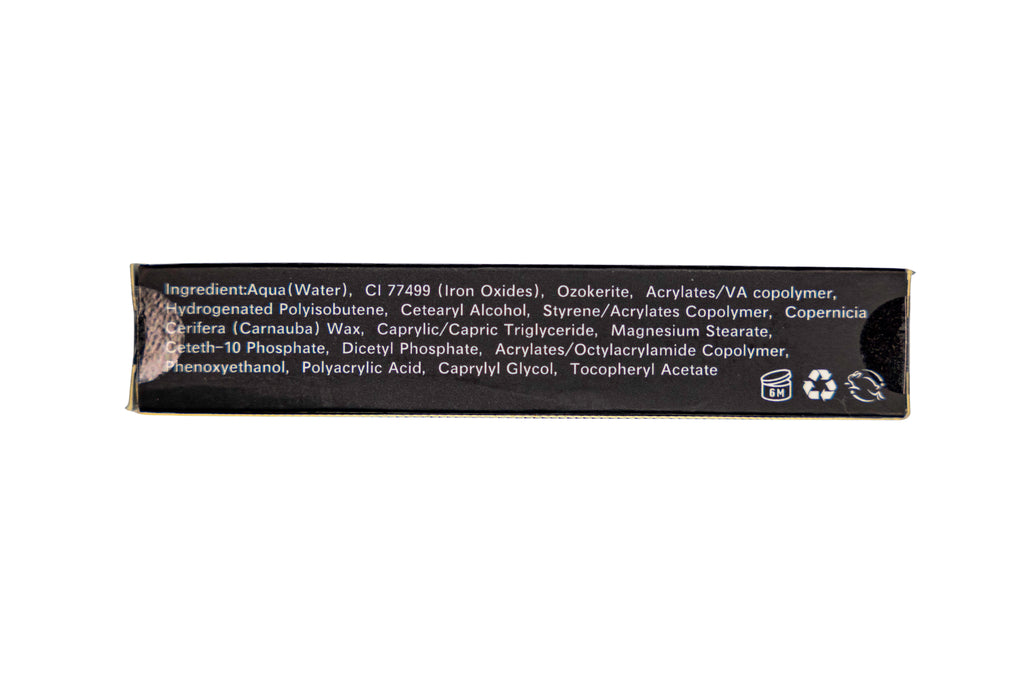 Ingredient:Aqua(Water), CI 77499 (Iron Oxides), Ozokerite, Acrylates/VA copolymer,
Hydrogenated Polyisobutene, Cetearyl Alcohol, Styrene/Acrylates Copolymer, Copernicia
Cerifera (Carnauba) Wax, Caprylic/Capric Triglyceride, Magnesium Stearate,
Ceteth-10 Phosphate, Dicetyl Phosphate, Acrylates/Octylacrylamide Copolymer,
Phenoxyethanol, Polyacrylic Acid, Caprylyl Glycol, Tocopheryl Acetate
6M